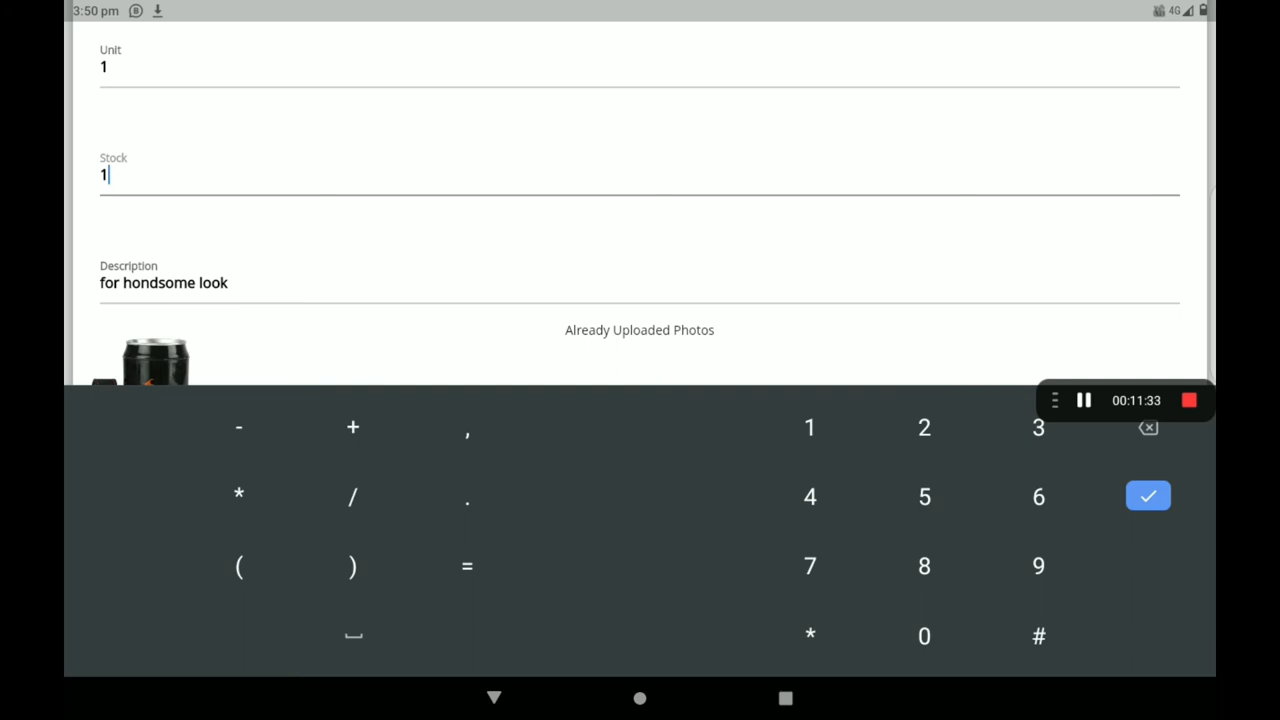 3:50 pm
4G
Unit
1
Stock
1
Description
for hondsome look
Already Uploaded Photos
00:11:33
- + , 1 2 3
* / . 4 5 6
( ) = 7 8 9
* 0 #